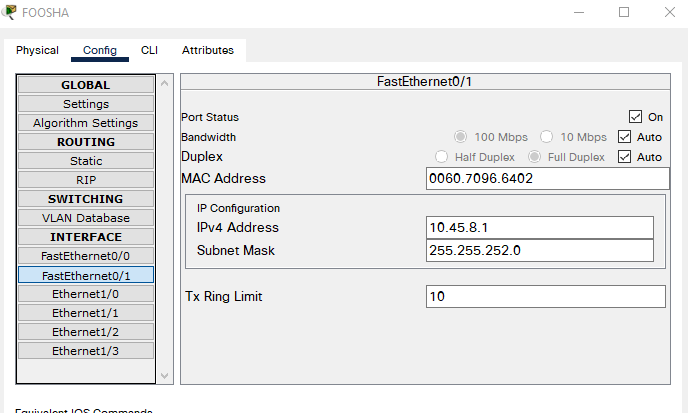 FOOSHA
Physical Config CLI Attributes
GLOBAL
Settings
Algorithm Settings
ROUTING
Static
RIP
SWITCHING
VLAN Database
INTERFACE
FastEthernet0/0
FastEthernet0/1
Ethernet1/0
Ethernet1/1
Ethernet1/2
Ethernet1/3
FastEthernet0/1
Port Status On
Bandwidth 100 Mbps 10 Mbps Auto
Duplex Half Duplex Full Duplex Auto
MAC Address 0060.7096.6402
IP Configuration
IPv4 Address 10.45.8.1
Subnet Mask 255.255.252.0
Tx Ring Limit 10
Equivalent IOS Commands